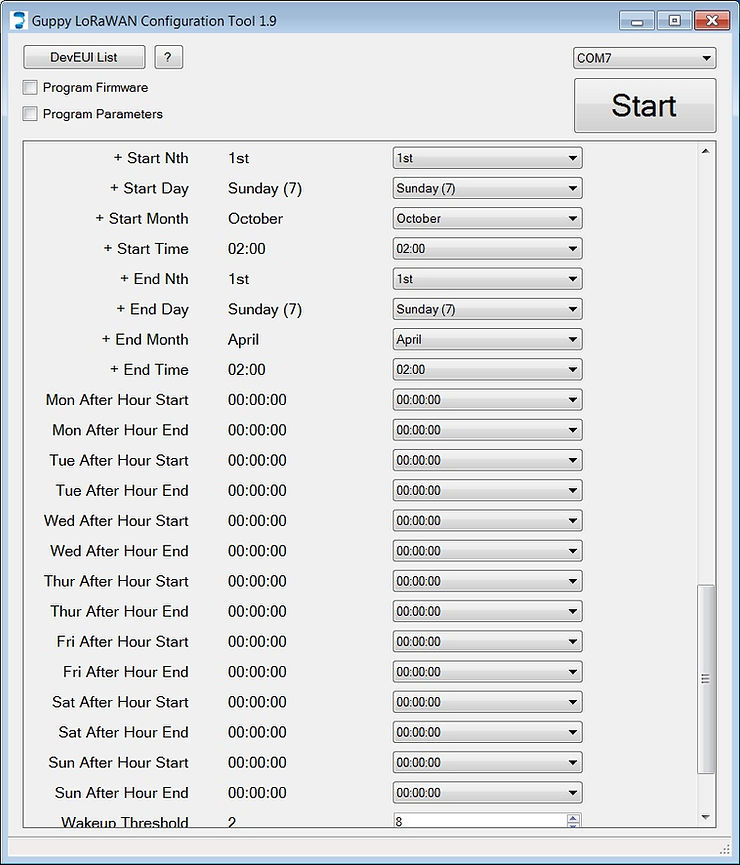 Guppy LoRaWAN Configuration Tool 1.9
DevEUI List ? COM7
Program Firmware
Program Parameters
Start
+ Start Nth 1st 1st
+ Start Day Sunday (7) Sunday (7)
+ Start Month October October
+ Start Time 02:00 02:00
+ End Nth 1st 1st
+ End Day Sunday (7) Sunday (7)
+ End Month April April
+ End Time 02:00 02:00
Mon After Hour Start 00:00:00 00:00:00
Mon After Hour End 00:00:00 00:00:00
Tue After Hour Start 00:00:00 00:00:00
Tue After Hour End 00:00:00 00:00:00
Wed After Hour Start 00:00:00 00:00:00
Wed After Hour End 00:00:00 00:00:00
Thur After Hour Start 00:00:00 00:00:00
Thur After Hour End 00:00:00 00:00:00
Fri After Hour Start 00:00:00 00:00:00
Fri After Hour End 00:00:00 00:00:00
Sat After Hour Start 00:00:00 00:00:00
Sat After Hour End 00:00:00 00:00:00
Sun After Hour Start 00:00:00 00:00:00
Sun After Hour End 00:00:00 00:00:00
Wakeup Threshold 2 8